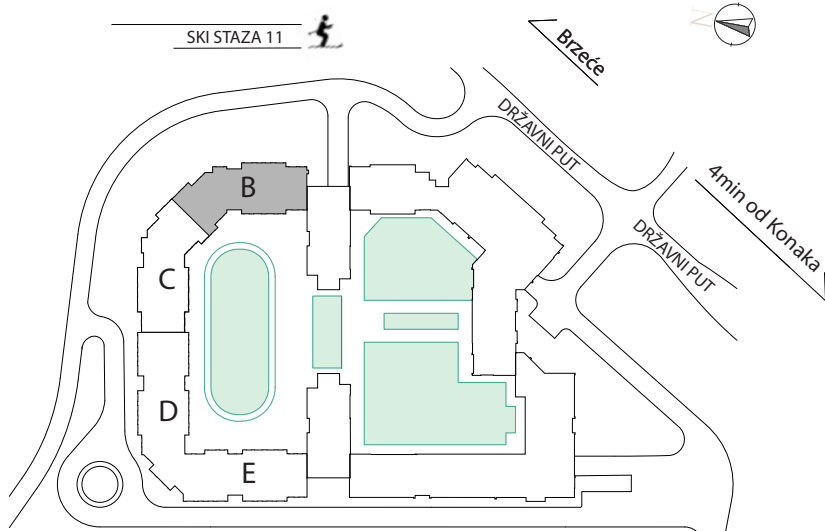 SKI STAZA 11
N
Brzeće
DRŽAVNI PUT
4min od Konaka
DRŽAVNI PUT
B
C
D
E